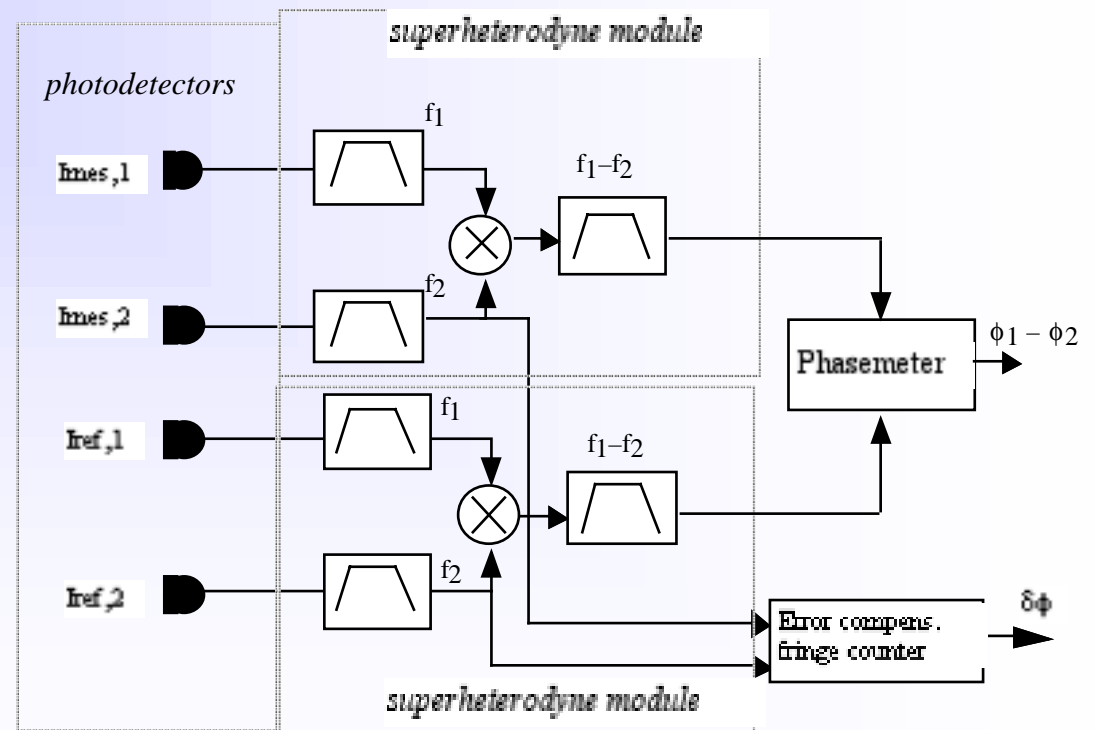 superheterodyne module
photodetectors
f1
Imes,1
f1–f2
f2
Imes,2
ϕ1 – ϕ2
Phasemeter
f1
Iref,1
f1–f2
f2
Iref,2
δϕ
Error compens.
fringe counter
superheterodyne module